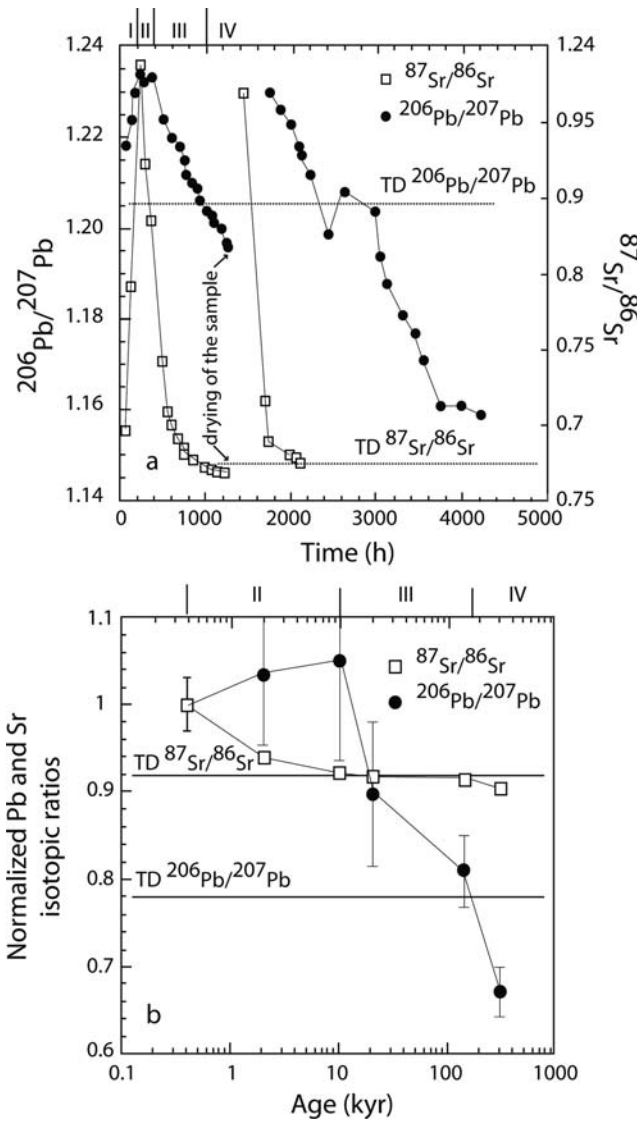 I II III IV
1.24
1.22
1.20
1.18
1.16
1.14
206Pb/207Pb
87Sr/86Sr
206Pb/207Pb
TD 206Pb/207Pb
drying of the sample
TD 87Sr/86Sr
a
1.24
0.95
0.9
0.8
0.75
0.7
0.75
87Sr/86Sr
0 1000 2000 3000 4000 5000
Time (h)
II III IV
1.1
1
0.9
0.8
0.7
0.6
Normalized Pb and Sr
isotopic ratios
87Sr/86Sr
206Pb/207Pb
TD 87Sr/86Sr
TD 206Pb/207Pb
b
0.1 1 10 100 1000
Age (kyr)